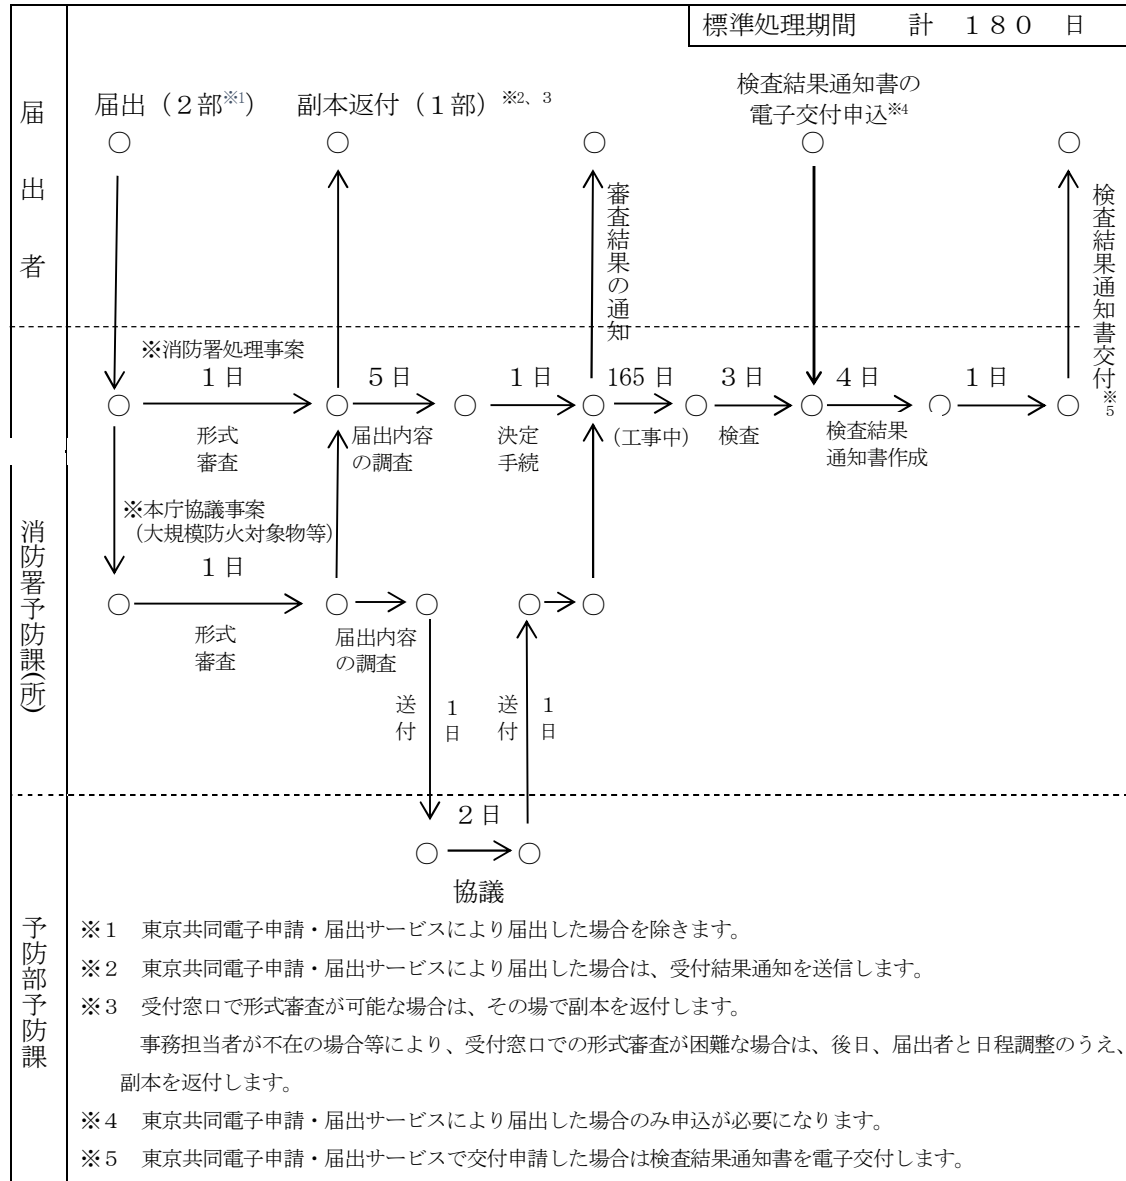 標準処理期間 計 １８０ 日
届出者
届出（２部※1）
副本返付（１部）※2、3
検査結果通知書の
電子交付申込※4
審査結果の通知
検査結果通知書交付※5
※消防署処理事案
１日
５日
１日
165 日
３日
４日
１日
形式
審査
届出内容
の調査
決定
手続
（工事中）
検査
検査結果
通知書作成
消防署予防課(所)
※本庁協議事案
（大規模防火対象物等）
１日
形式
審査
届出内容
の調査
送付
１日
送付
１日
２日
協議
予防部予防課
※１ 東京共同電子申請・届出サービスにより届出した場合を除きます。
※２ 東京共同電子申請・届出サービスにより届出した場合は、受付結果通知を送信します。
※３ 受付窓口で形式審査が可能な場合は、その場で副本を返付します。
事務担当者が不在の場合等により、受付窓口での形式審査が困難な場合は、後日、届出者と日程調整のうえ、
副本を返付します。
※４ 東京共同電子申請・届出サービスにより届出した場合のみ申込が必要になります。
※５ 東京共同電子申請・届出サービスで交付申請した場合は検査結果通知書を電子交付します。